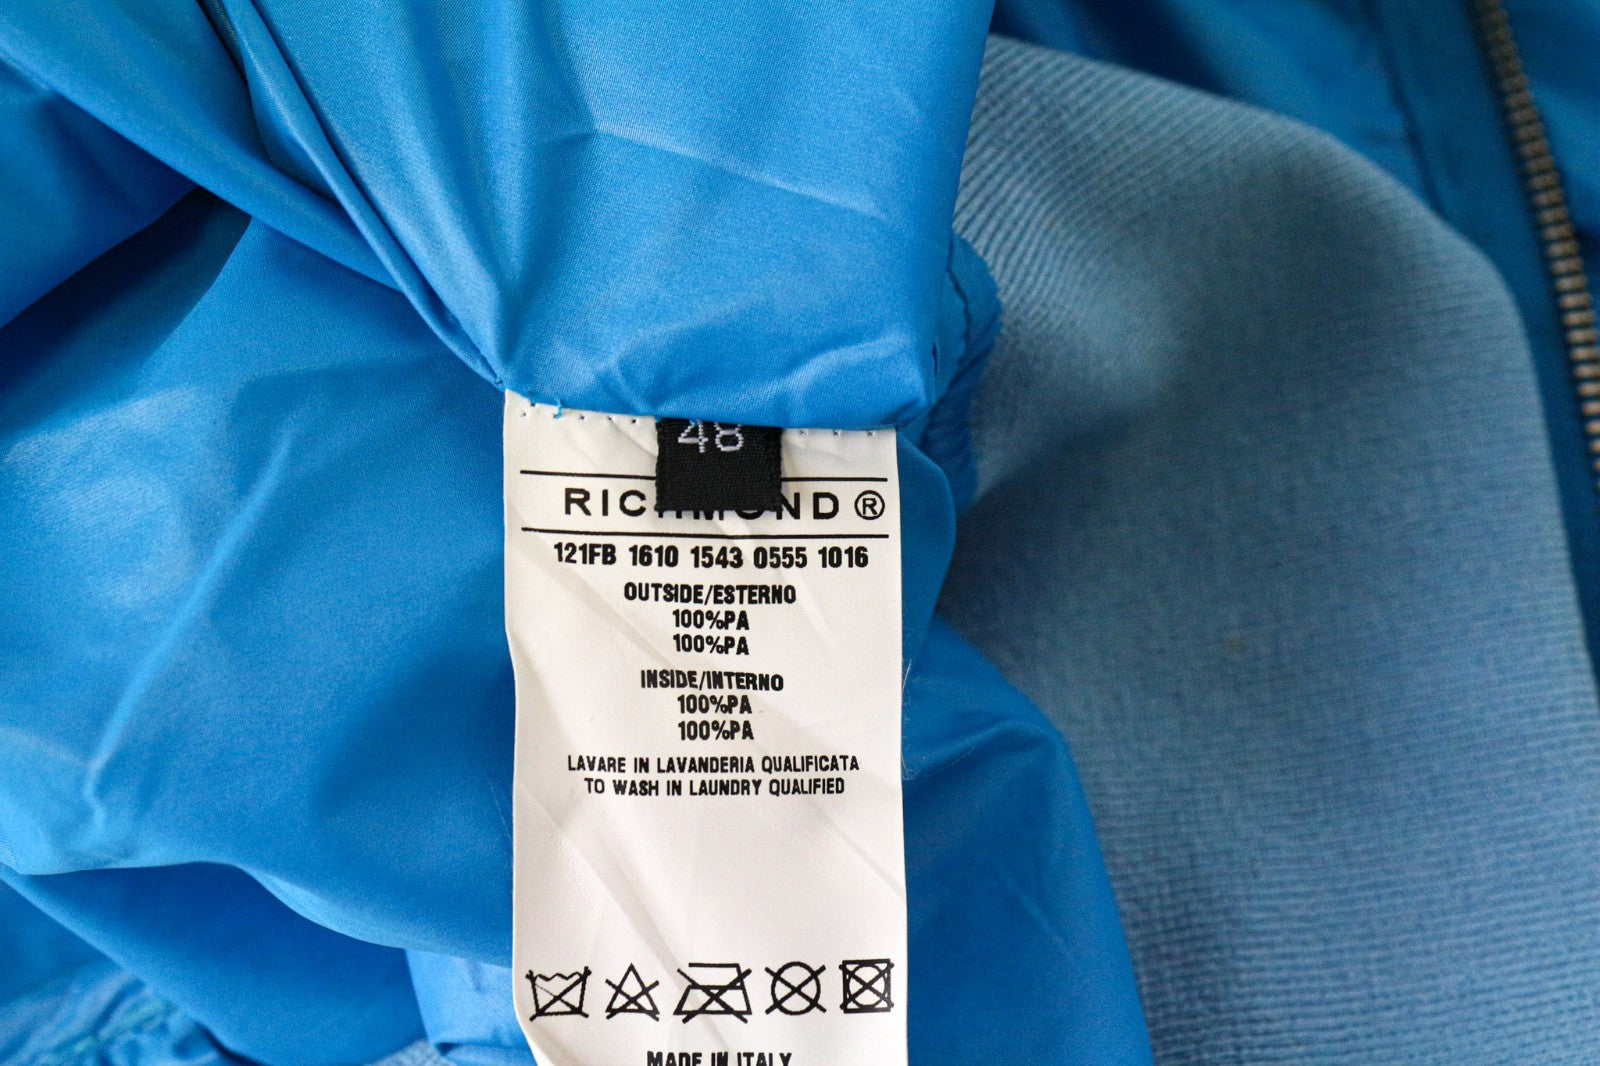 48
RICHMOND®
121FB 1610 1543 0555 1016
OUTSIDE/ESTERNO
100%PA
100%PA
INSIDE/INTERNO
100%PA
100%PA
LAVARE IN LAVANDERIA QUALIFICATA
TO WASH IN LAUNDRY QUALIFIED
MADE IN ITALY